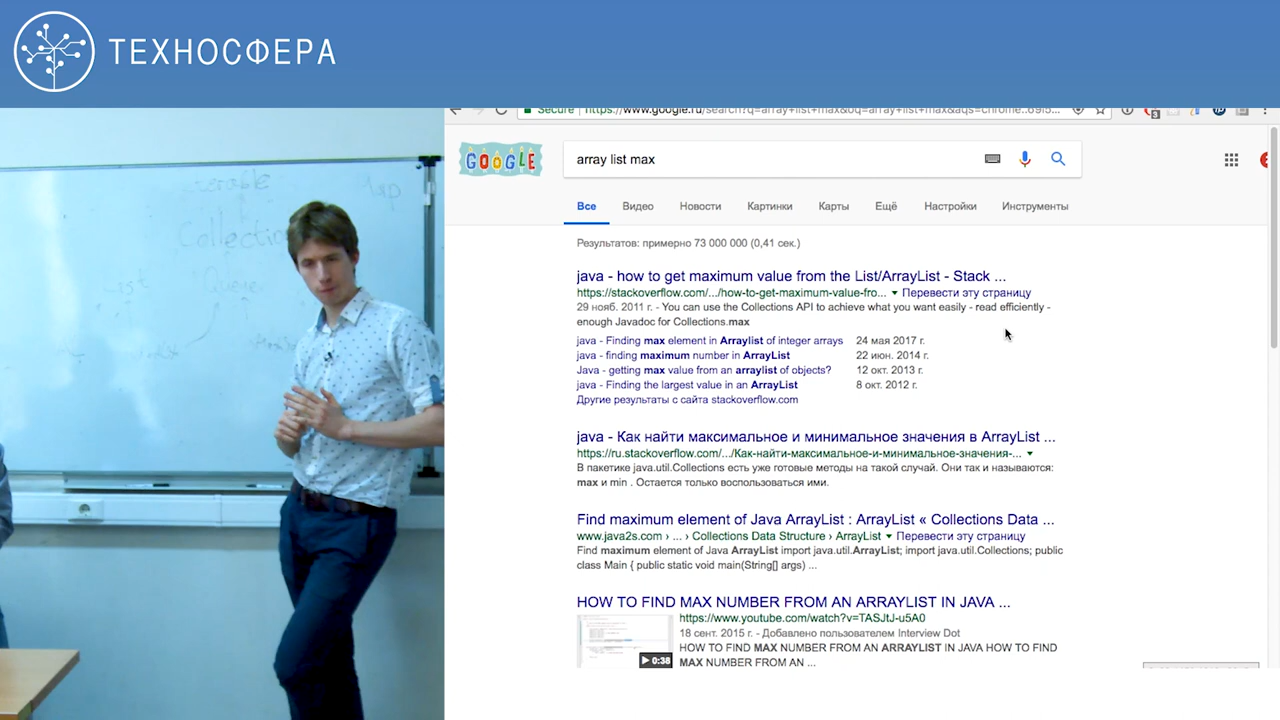 ТЕХНОСФЕРА
Secure
GOOGLE
array list max
Все Видео Новости Картинки Карты Ещё Настройки Инструменты
Результатов: примерно 73 000 000 (0,41 сек.)
java - how to get maximum value from the List/ArrayList - Stack ...
https://stackoverflow.com/.../how-to-get-maximum-value-fro... ▼ Перевести эту страницу
29 нояб. 2011 г. - You can use the Collections API to achieve what you want easily - read efficiently -
enough Javadoc for Collections.max
java - Finding max element in Arraylist of integer arrays 24 мая 2017 г.
java - finding maximum number in ArrayList 22 июн. 2014 г.
Java - getting max value from an arraylist of objects? 12 окт. 2013 г.
java - Finding the largest value in an ArrayList 8 окт. 2012 г.
Другие результаты с сайта stackoverflow.com
java - Как найти максимальное и минимальное значения в ArrayList ...
https://ru.stackoverflow.com/.../Как-найти-максимальное-и-минимальное-значения-... ▼
В пакетике java.util.Collections есть уже готовые методы на такой случай. Они так и называются:
max и min . Остается только воспользоваться ими.
Find maximum element of Java ArrayList : ArrayList « Collections Data ...
www.java2s.com › ... › Collections Data Structure › ArrayList ▼ Перевести эту страницу
Find maximum element of Java ArrayList import java.util.ArrayList; import java.util.Collections; public
class Main { public static void main(String[] args) ...
HOW TO FIND MAX NUMBER FROM AN ARRAYLIST IN JAVA ...
https://www.youtube.com/watch?v=TASJtJ-u5A0
18 сент. 2015 г. - Добавлено пользователем Interview Dot
HOW TO FIND MAX NUMBER FROM AN ARRAYLIST IN JAVA HOW TO FIND
MAX NUMBER FROM AN ...
0:38